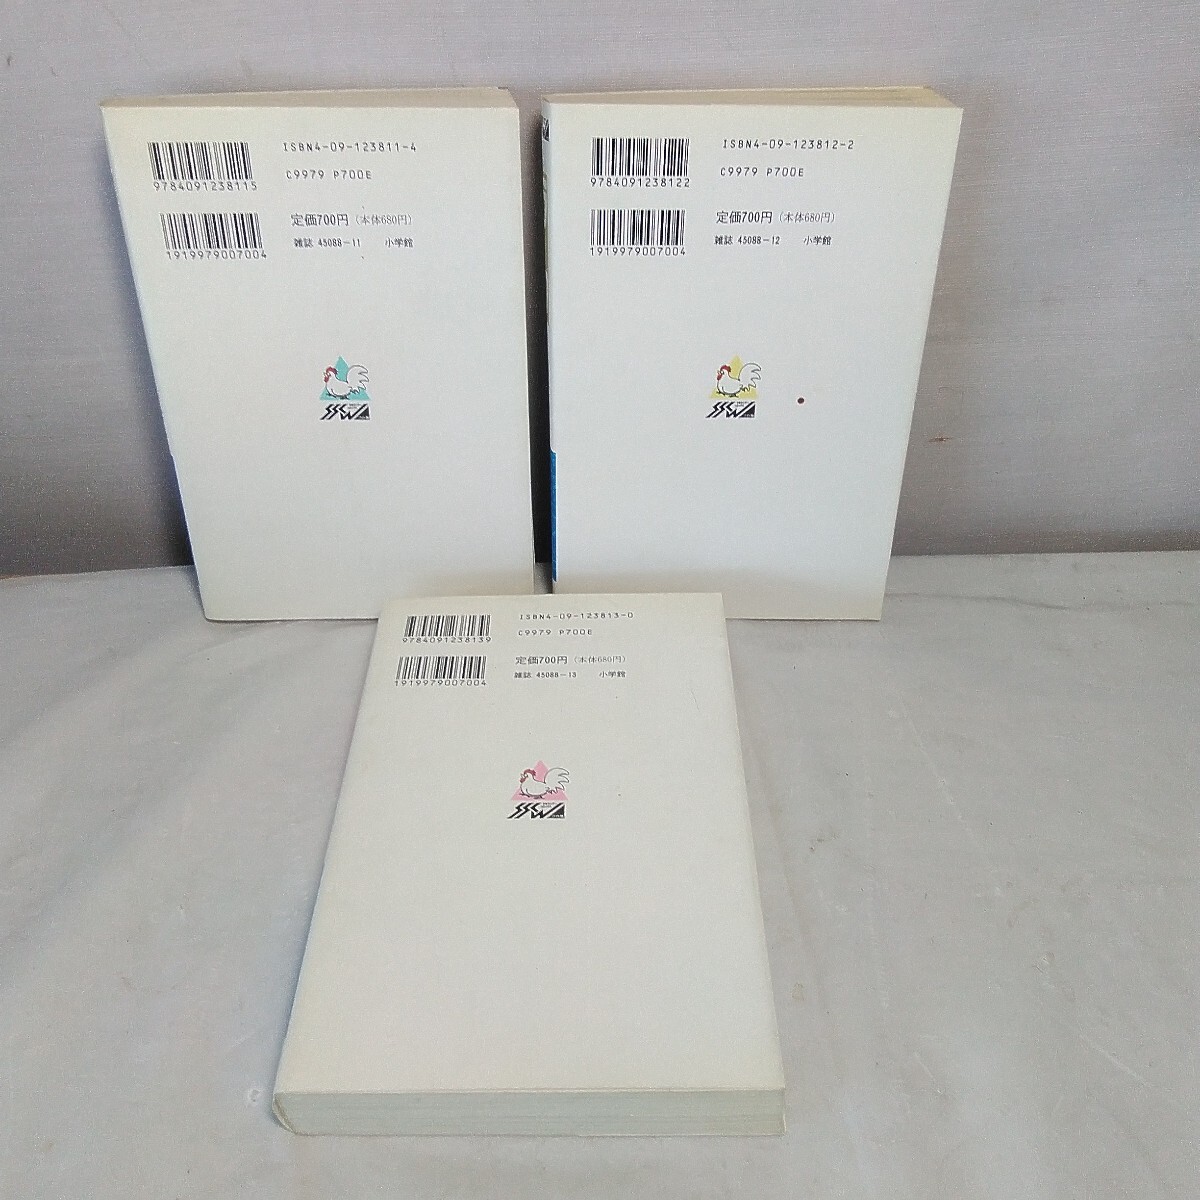 ISBN4-09-123811-4
9784091238115
C9979 P700E
定価700円(本体680円)
雑誌 45088-11 小学館
1919979007004
SSW
ISBN4-09-123812-2
9784091238122
C9979 P700E
定価700円(本体680円)
雑誌 45088-12 小学館
1919979007004
SSW
ISBN4-09-123813-0
9784091238139
C9979 P700E
定価700円(本体680円)
雑誌 45088-13 小学館
1919979007004
SSW